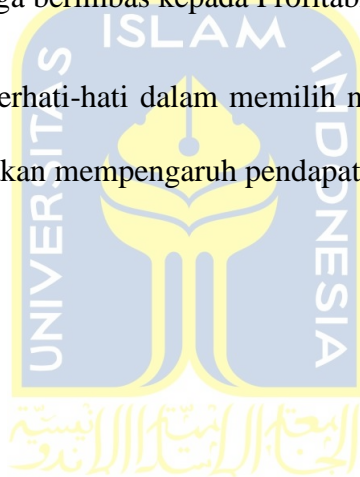 ga berimbas kepada Profitab
ISLAM
erhati-hati dalam memilih n
kan mempengaruh pendapat
UNIVERSITAS
INDONESIA